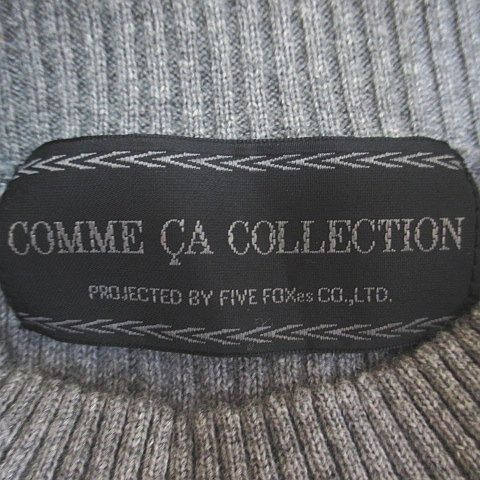 COMME ÇA COLLECTION
PROJECTED BY FIVE FOXes CO.,LTD.